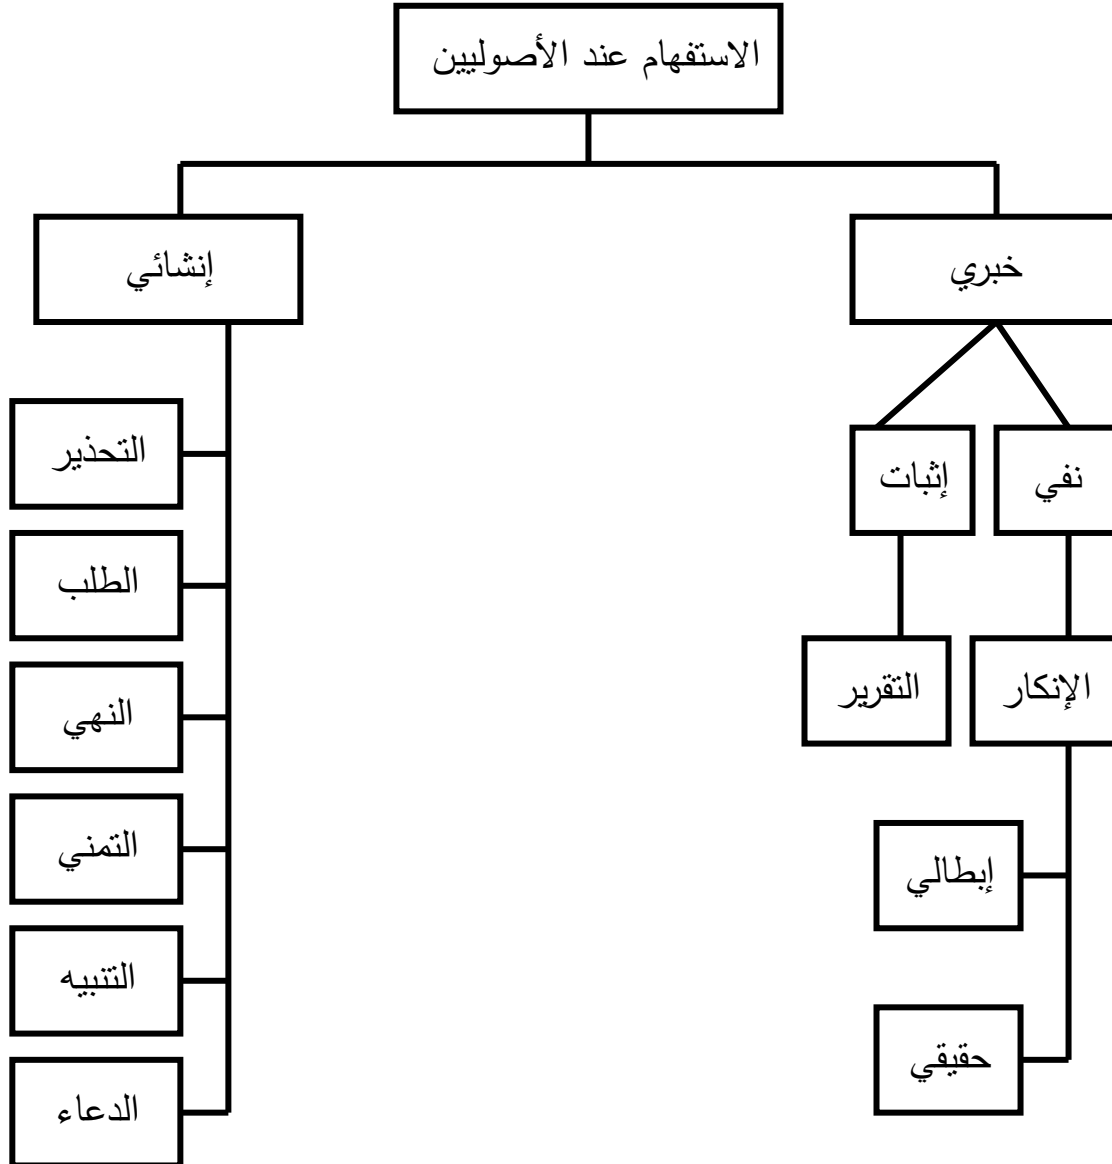 الاستفهام عند الأصوليين
خبري
إنشائي
نفي
إثبات
الإنكار
التقرير
إبطالي
حقيقي
التحذير
الطلب
النهي
التمني
التنبيه
الدعاء